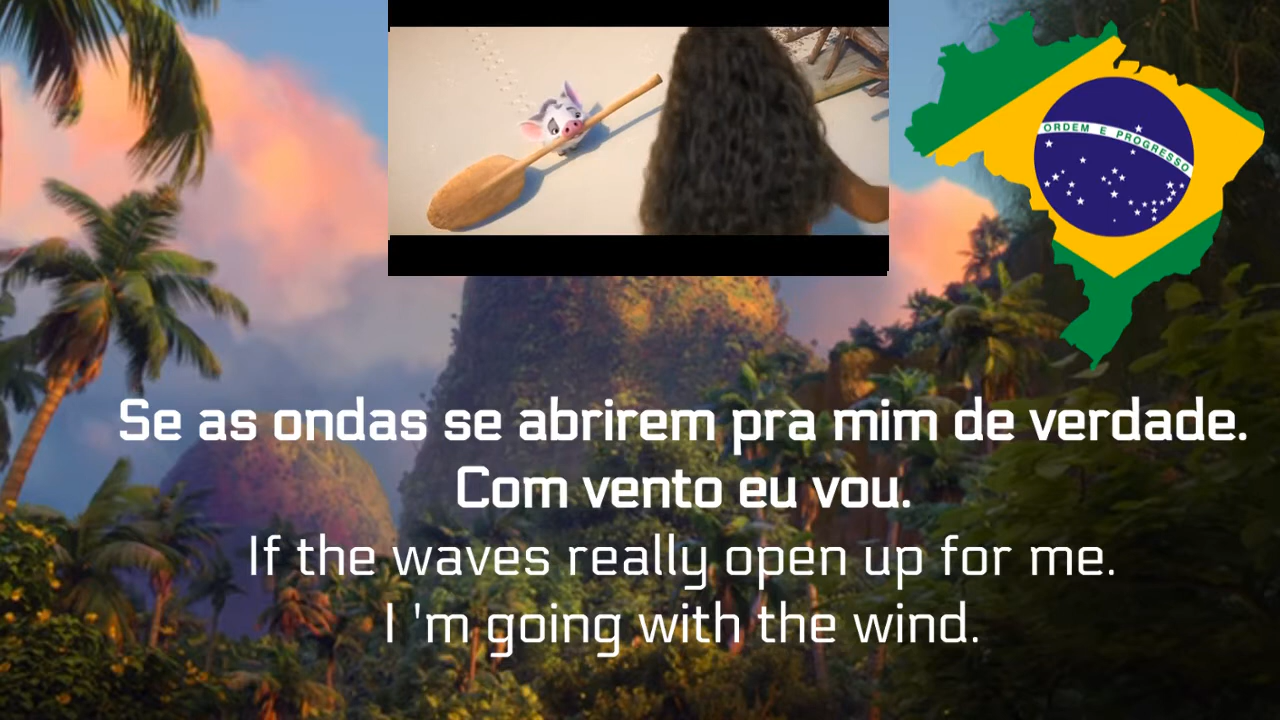 ORDEM E PROGRESSO
Se as ondas se abrirem pra mim de verdade.
Com vento eu vou.
If the waves really open up for me.
I 'm going with the wind.